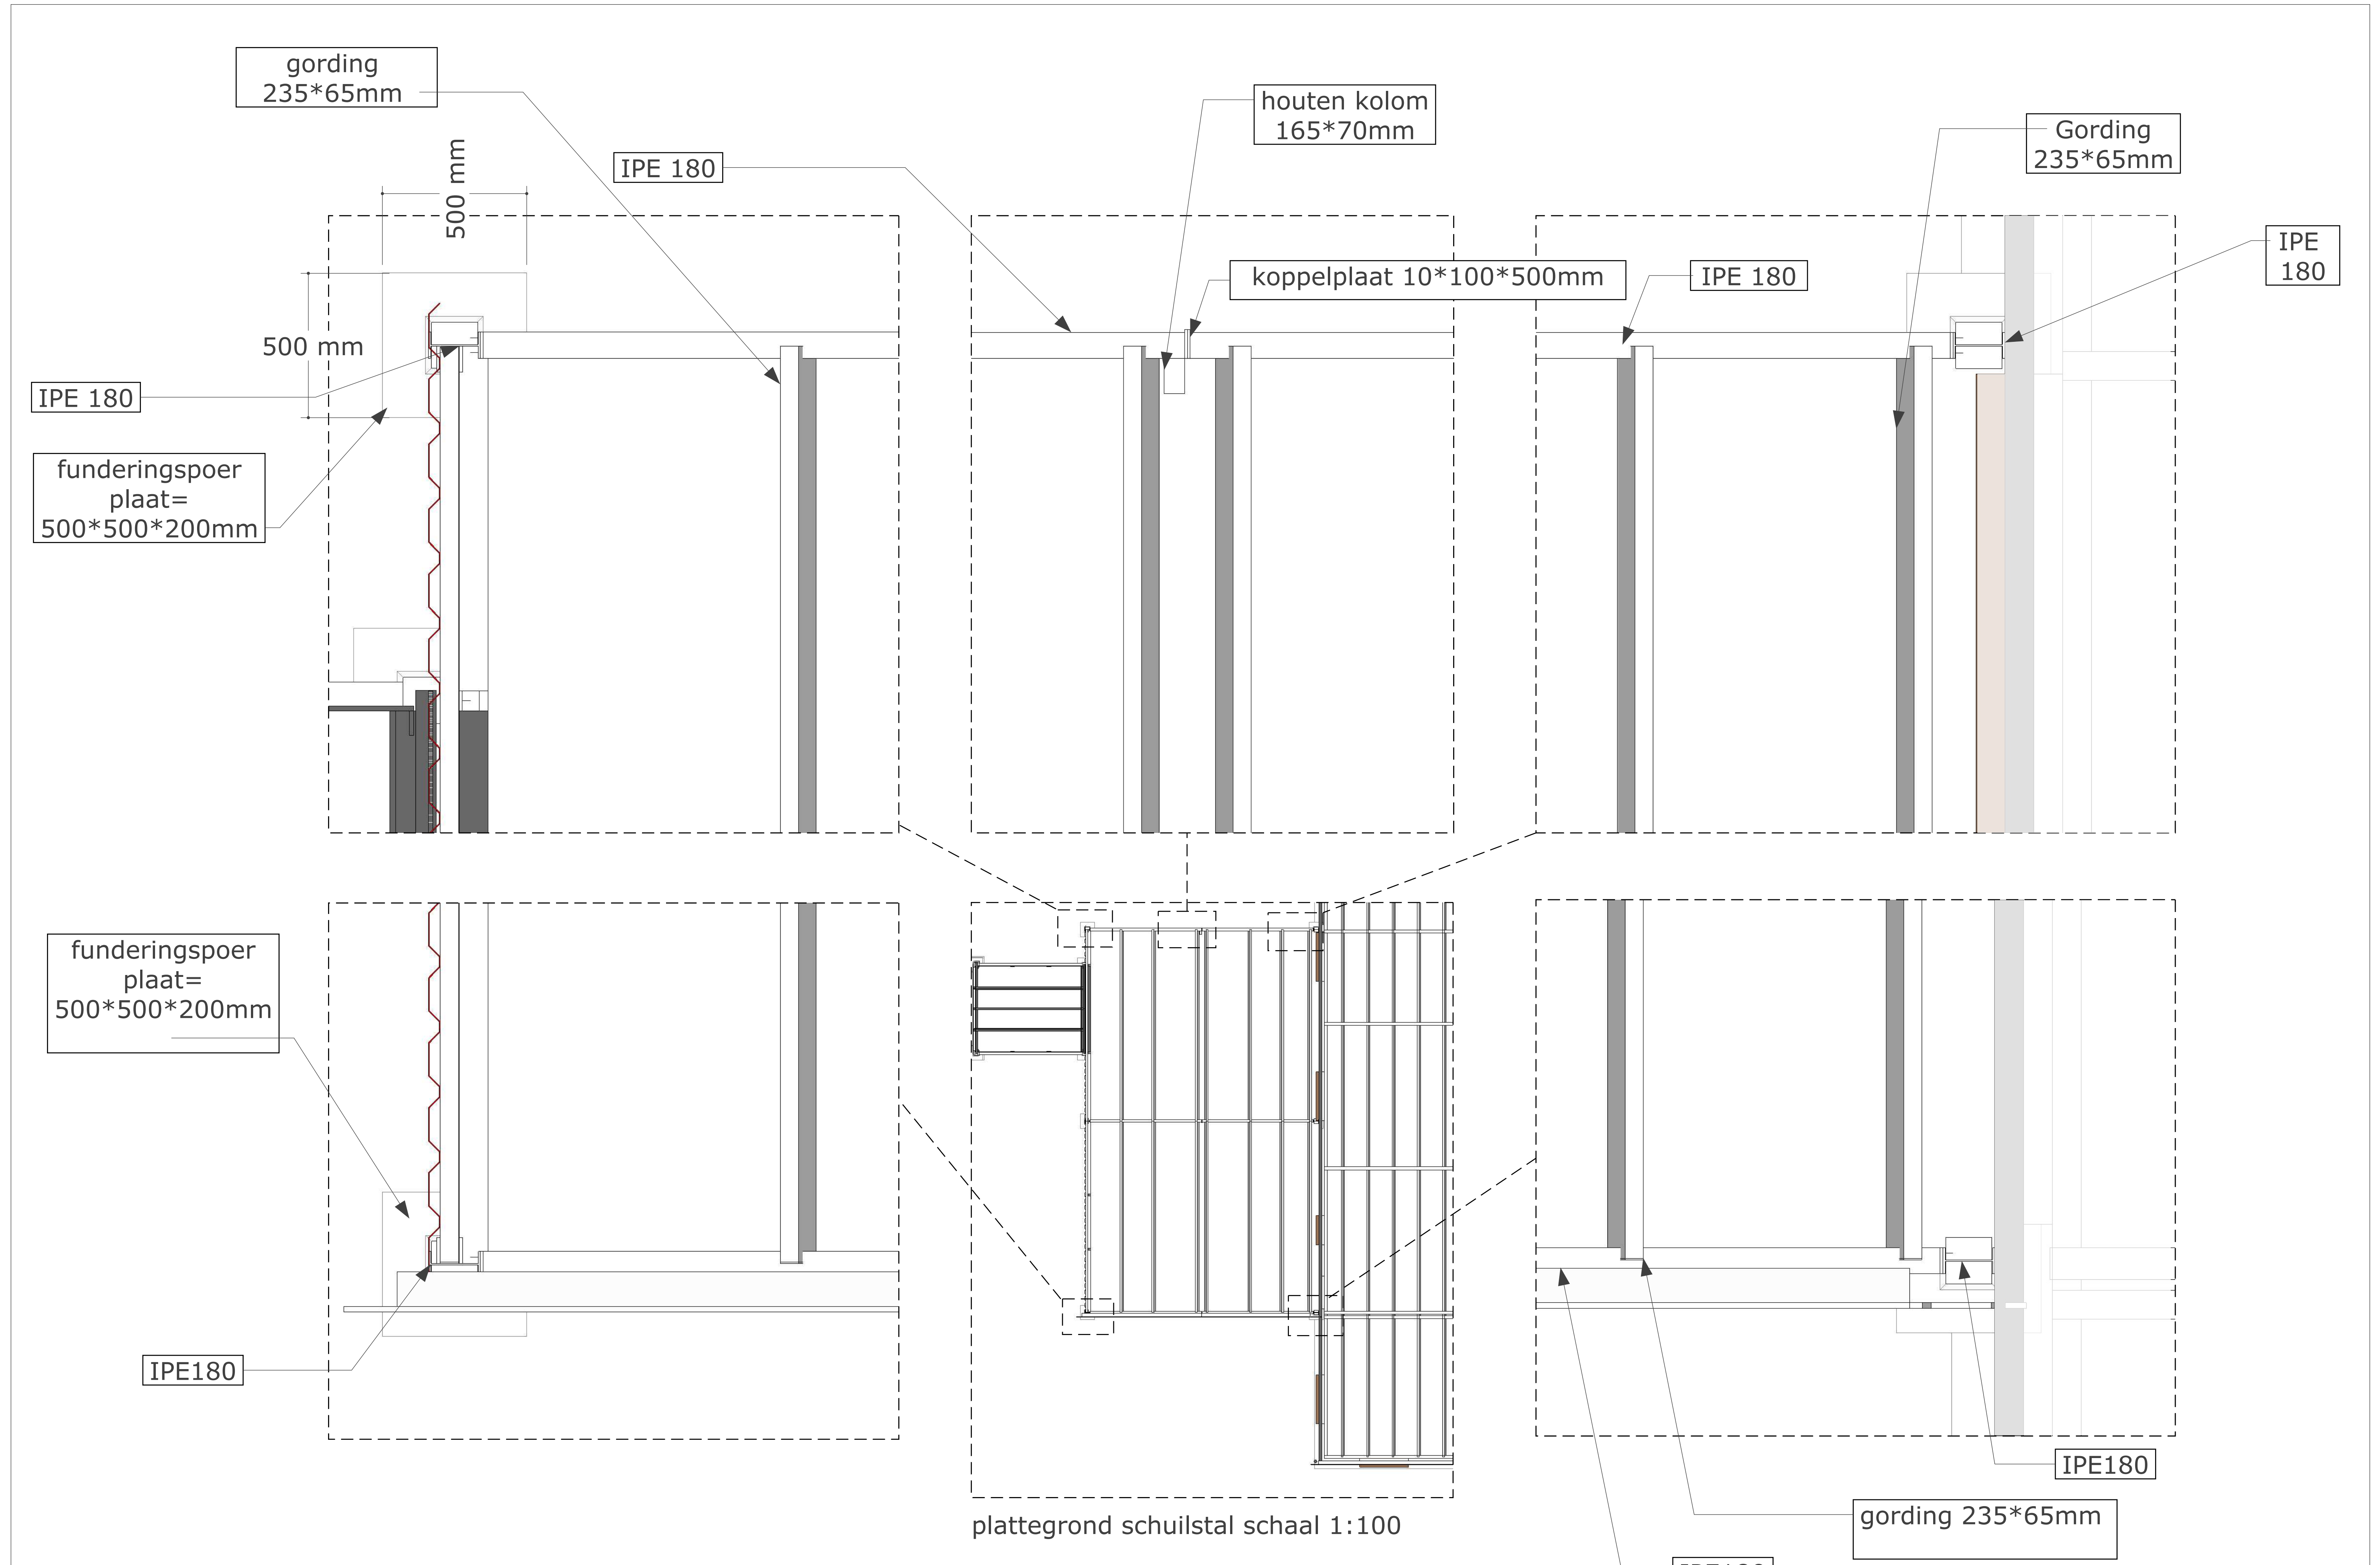 gording
235*65mm
houten kolom
165*70mm
Gording
235*65mm
500 mm
IPE 180
IPE
180
koppelplaat 10*100*500mm
IPE 180
500 mm
IPE 180
funderingspoer
plaat=
500*500*200mm
funderingspoer
plaat=
500*500*200mm
IPE180
IPE180
gording 235*65mm
plattegrond schuilstal schaal 1:100